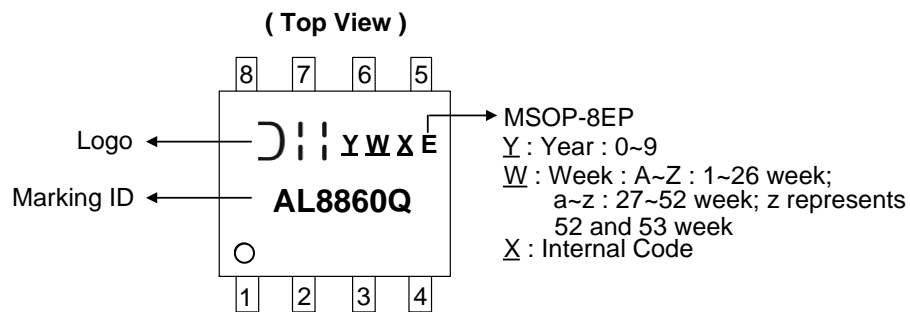 ( Top View )
8 7 6 5
Logo
Y W X E
MSOP-8EP
Y : Year : 0~9
W : Week : A~Z : 1~26 week;
a~z : 27~52 week; z represents
52 and 53 week
X : Internal Code
Marking ID
AL8860Q
1 2 3 4